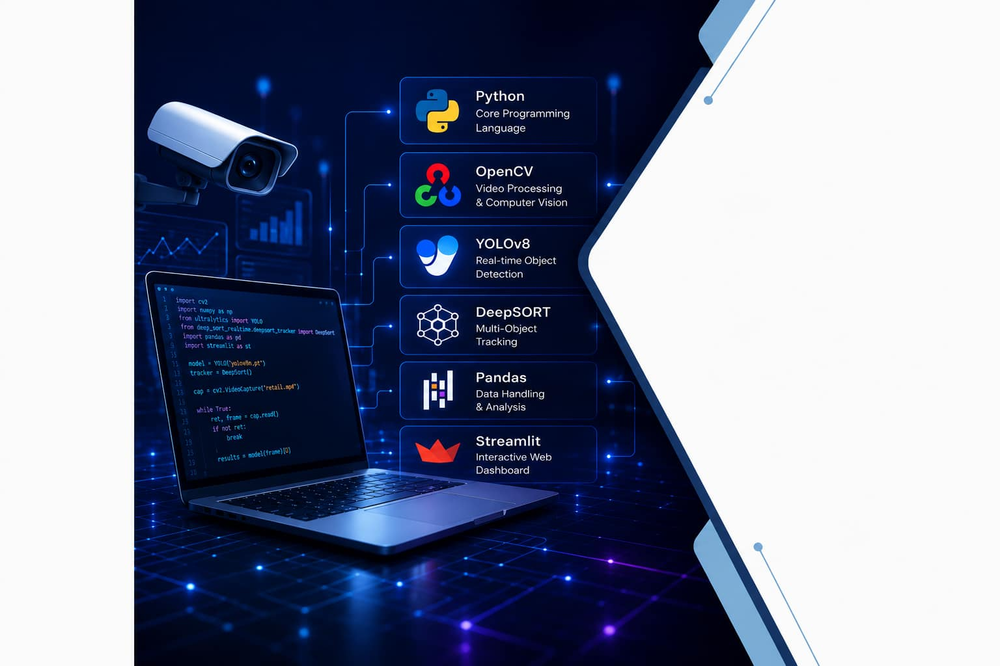 import cv2
import numpy as np
from ultralytics import YOLO
from deep_sort_realtime.deepsort_tracker import DeepSort
import pandas as pd
import streamlit as st
model = YOLO("yolov8n.pt")
tracker = DeepSort()
cap = cv2.VideoCapture("retail.mp4")
while True:
ret, frame = cap.read()
if not ret:
break
results = model(frame)[0]
Python
Core Programming
Language
OpenCV
Video Processing
& Computer Vision
YOLOv8
Real-time Object
Detection
DeepSORT
Multi-Object
Tracking
Pandas
Data Handling
& Analysis
Streamlit
Interactive Web
Dashboard